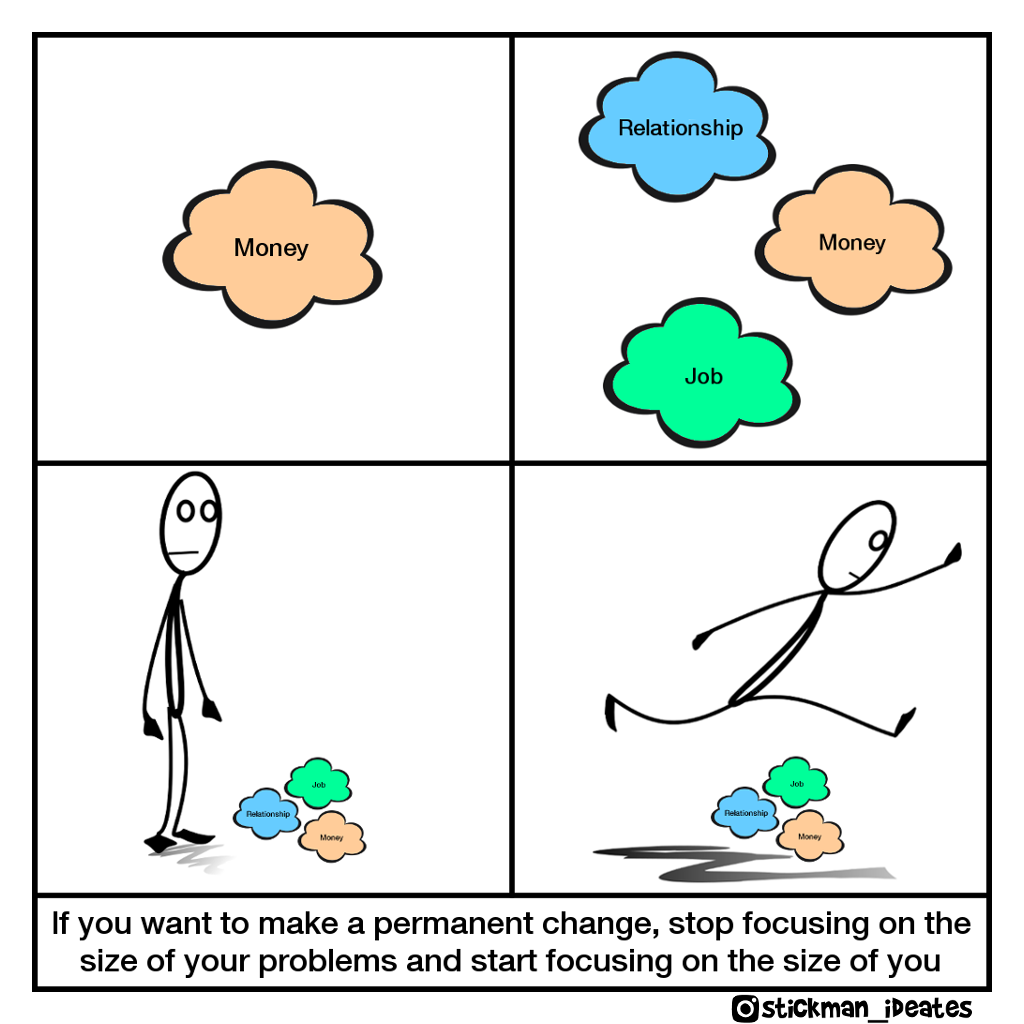 Money
Relationship
Money
Job
Job
Relationship
Money
Job
Relationship
Money
If you want to make a permanent change, stop focusing on the
size of your problems and start focusing on the size of you
stickman_iDeates